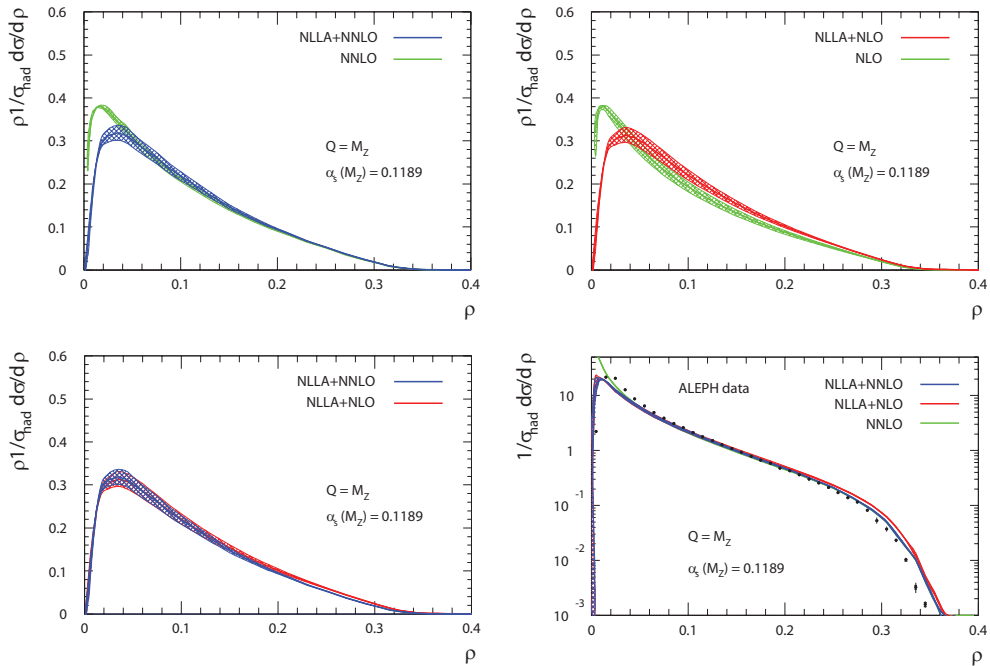 ρ 1/σhad dσ/dρ
0.6
0.5
0.4
0.3
0.2
0.1
0
NLLA+NNLO
NNLO
Q = MZ
αs (MZ) = 0.1189
0 0.1 0.2 0.3 0.4
ρ
ρ 1/σhad dσ/dρ
0.6
0.5
0.4
0.3
0.2
0.1
0
NLLA+NLO
NLO
Q = MZ
αs (MZ) = 0.1189
0 0.1 0.2 0.3 0.4
ρ
ρ 1/σhad dσ/dρ
0.6
0.5
0.4
0.3
0.2
0.1
0
NLLA+NNLO
NLLA+NLO
Q = MZ
αs (MZ) = 0.1189
0 0.1 0.2 0.3 0.4
ρ
1/σhad dσ/dρ
10
1
10 -1
10 -2
10 -3
ALEPH data
NLLA+NNLO
NLLA+NLO
NNLO
Q = MZ
αs (MZ) = 0.1189
0 0.1 0.2 0.3 0.4
ρ